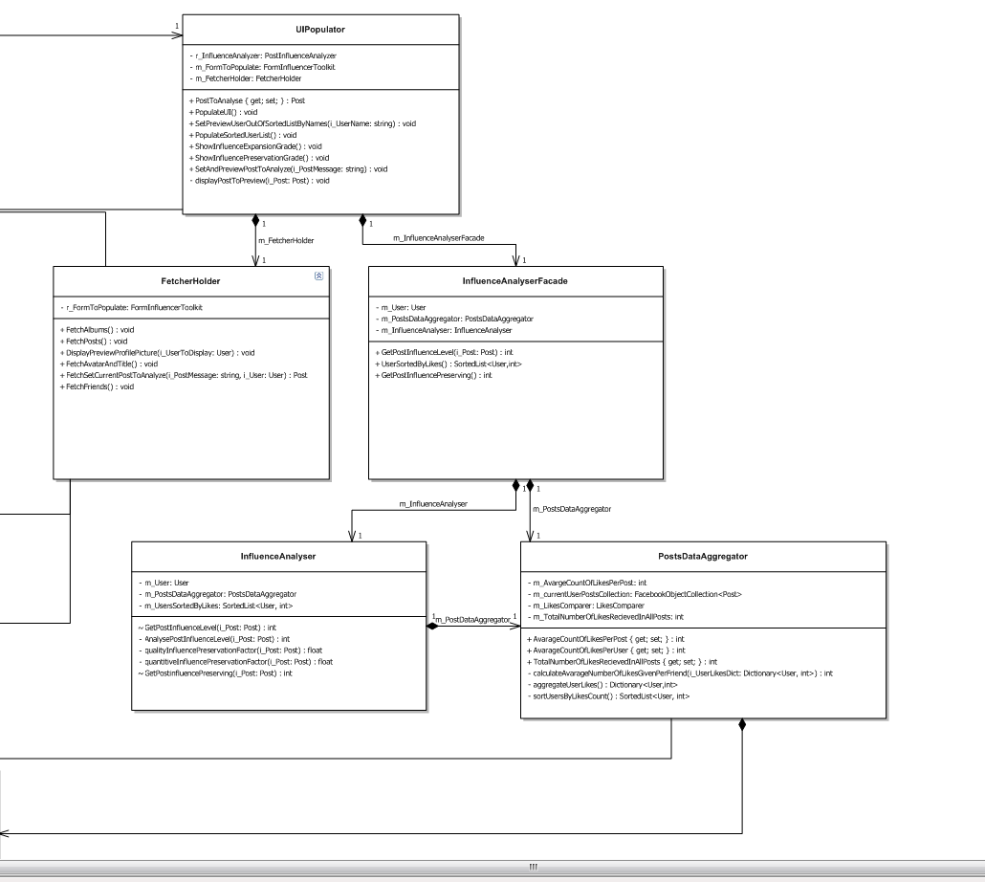 1
UIPopulator
- r_InfluenceAnalyzer: PostInfluenceAnalyzer
- m_FormToPopulate: FormInfluencerToolkit
- m_FetcherHolder: FetcherHolder
+ PostToAnalyse { get; set; } : Post
+ PopulateUI() : void
+ SetPreviewUserOutOfSortedListByNames(i_UserName: string) : void
+ PopulateSortedUserList() : void
+ ShowInfluenceExpansionGrade() : void
+ ShowInfluencePreservationGrade() : void
+ SetAndPreviewPostToAnalyze(i_PostMessage: string) : void
- displayPostToPreview(i_Post: Post) : void
1
1
m_FetcherHolder
m_InfluenceAnalyserFacade
1
1
FetcherHolder
- r_FormToPopulate: FormInfluencerToolkit
+ FetchAlbums() : void
+ FetchPosts() : void
+ DisplayPreviewProfilePicture(i_UserToDisplay: User) : void
+ FetchAvatarAndTitle() : void
+ FetchSetCurrentPostToAnalyze(i_PostMessage: string, i_User: User) : Post
+ FetchFriends() : void
InfluenceAnalyserFacade
- m_User: User
- m_PostsDataAggregator: PostsDataAggregator
- m_InfluenceAnalyser: InfluenceAnalyser
+ GetPostInfluenceLevel(i_Post: Post) : int
+ UserSortedByLikes() : SortedList<User,int>
+ GetPostInfluencePreserving() : int
1
1
m_InfluenceAnalyser
m_PostsDataAggregator
1
1
InfluenceAnalyser
- m_User: User
- m_PostsDataAggregator: PostsDataAggregator
- m_UsersSortedByLikes: SortedList<User, int>
~ GetPostInfluenceLevel(i_Post: Post) : int
- AnalysePostInfluenceLevel(i_Post: Post) : int
- qualityInfluencePreservationFactor(i_Post: Post) : float
- quantitiveInfluencePreservationFactor(i_Post: Post) : float
~ GetPostinfluencePreserving(i_Post: Post) : int
1
m_PostDataAggregator
1
PostsDataAggregator
- m_AvargeCountOfLikesPerPost: int
- m_currentUserPostsCollection: FacebookObjectCollection<Post>
- m_LikesComparer: LikesComparer
- m_TotalNumberOfLikesRecievedInAllPosts: int
+ AvarageCountOfLikesPerPost { get; set; } : int
+ AvarageCountOfLikesPerUser { get; set; } : int
+ TotalNumberOfLikesRecievedInAllPosts { get; set; } : int
- calculateAvarageNumberOfLikesGivenPerFriend(i_UserLikesDict: Dictionary<User, int>) : int
- aggregateUserLikes() : Dictionary<User,int>
- sortUsersByLikesCount() : SortedList<User, int>